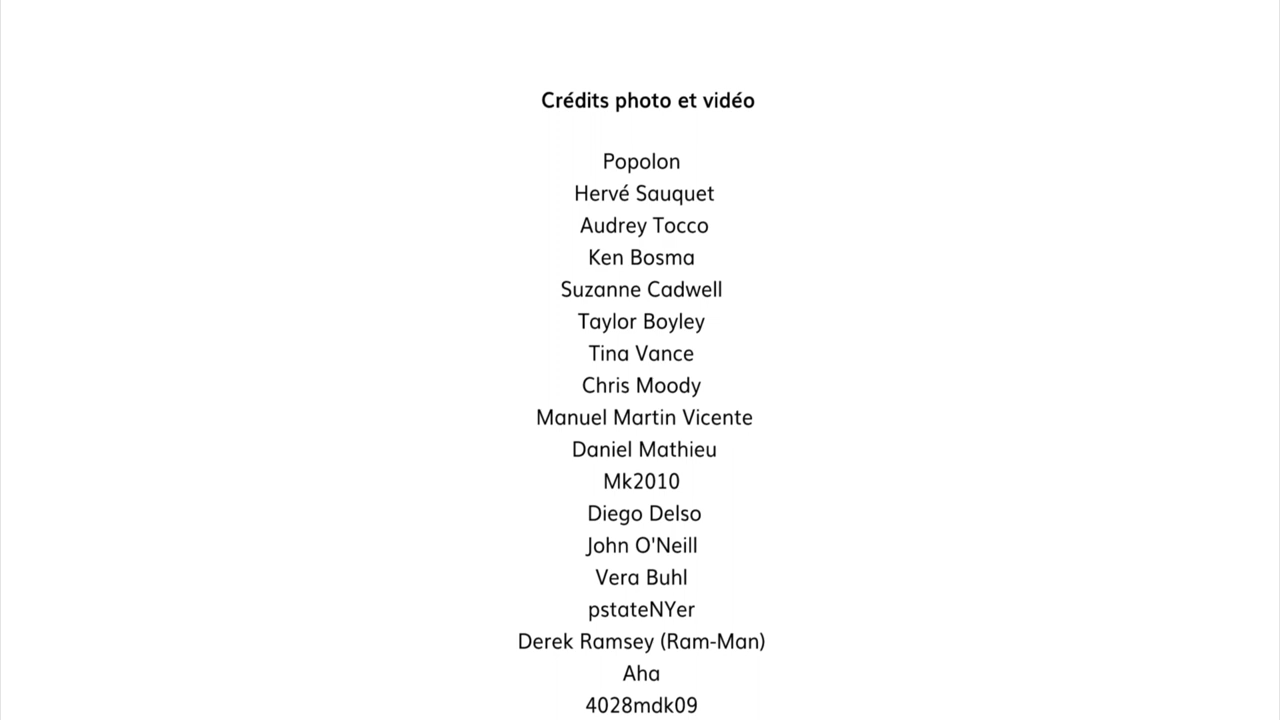 Crédits photo et vidéo
Popolon
Hervé Sauquet
Audrey Tocco
Ken Bosma
Suzanne Cadwell
Taylor Boyley
Tina Vance
Chris Moody
Manuel Martin Vicente
Daniel Mathieu
Mk2010
Diego Delso
John O'Neill
Vera Buhl
pstateNYer
Derek Ramsey (Ram-Man)
Aha
4028mdk09